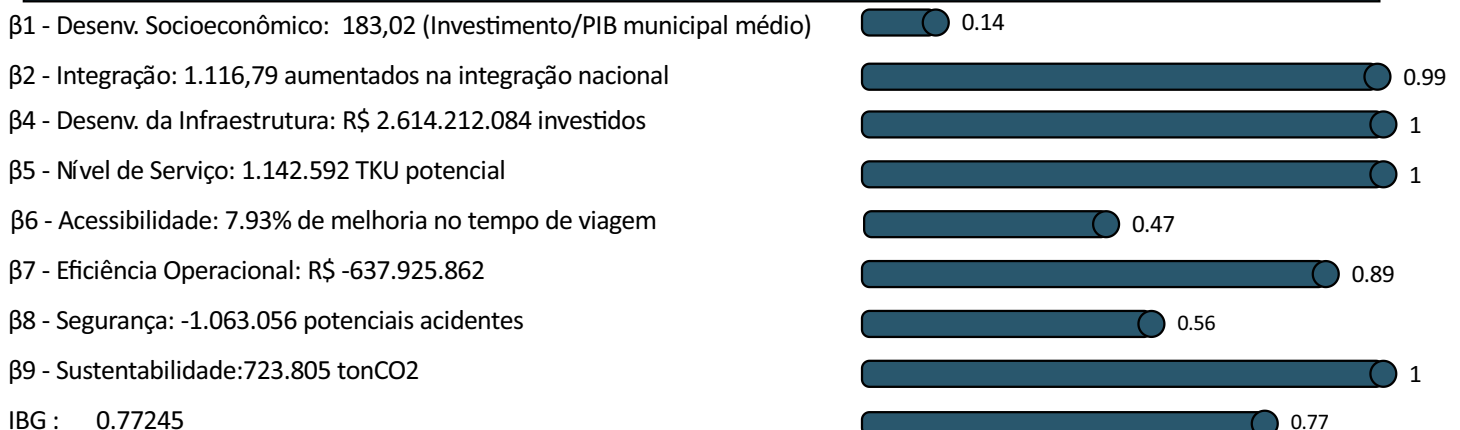 β1 - Desenv. Socioeconômico: 183,02 (Investimento/PIB municipal médio) 0.14
β2 - Integração: 1.116,79 aumentados na integração nacional 0.99
β4 - Desenv. da Infraestrutura: R$ 2.614.212.084 investidos 1
β5 - Nível de Serviço: 1.142.592 TKU potencial 1
β6 - Acessibilidade: 7.93% de melhoria no tempo de viagem 0.47
β7 - Eficiência Operacional: R$ -637.925.862 0.89
β8 - Segurança: -1.063.056 potenciais acidentes 0.56
β9 - Sustentabilidade:723.805 tonCO2 1
IBG : 0.77245 0.77